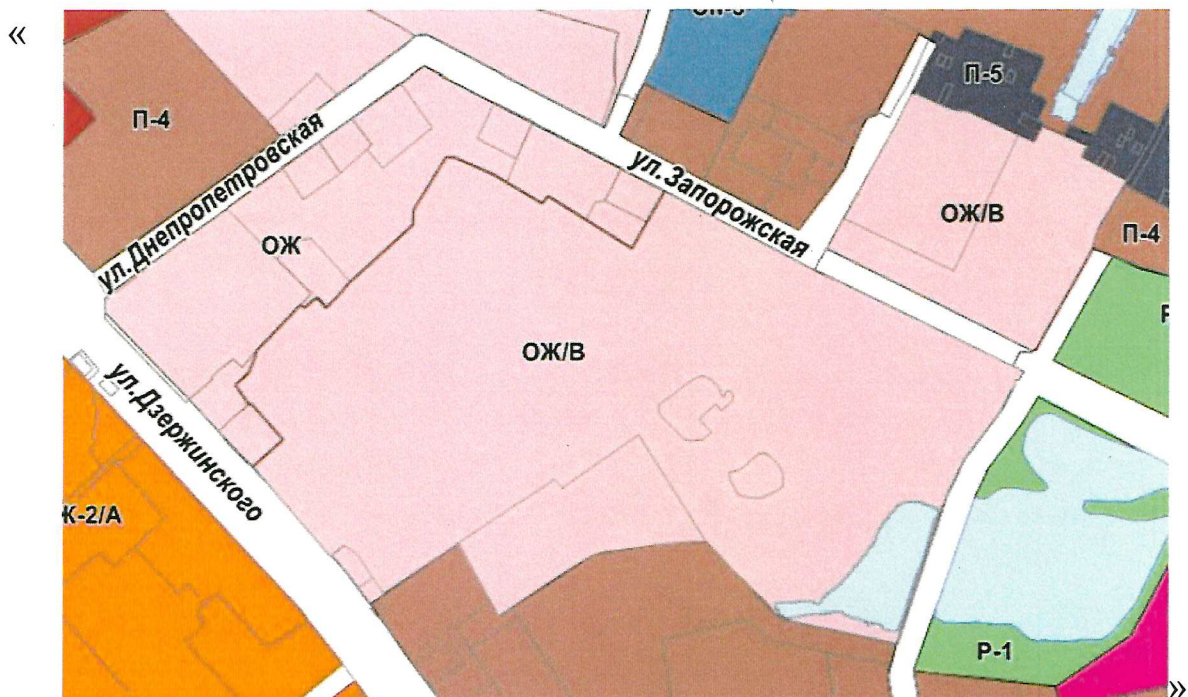 «
П-4
П-5
ул.Днепропетровская
ул.Запорожская
ОЖ
ОЖ/В
П-4
ОЖ/В
ул.Дзержинского
Ж-2/А
Р-1
»